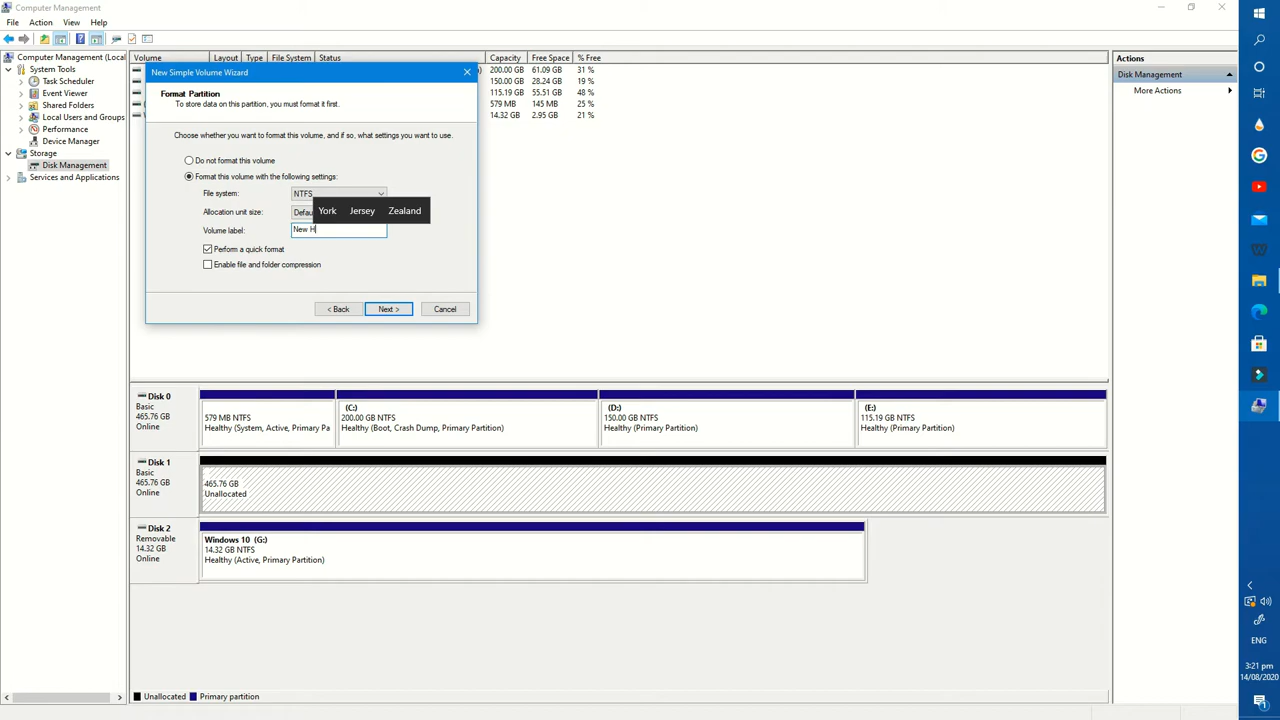 Computer Management
File Action View Help
Computer Management (Local
System Tools
Task Scheduler
Event Viewer
Shared Folders
Local Users and Groups
Performance
Device Manager
Storage
Disk Management
Services and Applications
Volume Layout Type File System Status Capacity Free Space % Free
200.00 GB 61.09 GB 31 %
150.00 GB 28.24 GB 19 %
115.19 GB 55.51 GB 48 %
579 MB 145 MB 25 %
14.32 GB 2.95 GB 21 %
New Simple Volume Wizard
Format Partition
To store data on this partition, you must format it first.
Choose whether you want to format this volume, and if so, what settings you want to use.
Do not format this volume
Format this volume with the following settings:
File system: NTFS
York Jersey Zealand
Allocation unit size: Defau
Volume label: New H
Perform a quick format
Enable file and folder compression
< Back Next > Cancel
Actions
Disk Management
More Actions
Disk 0
Basic
465.76 GB
Online
579 MB NTFS
Healthy (System, Active, Primary Pa
(C:)
200.00 GB NTFS
Healthy (Boot, Crash Dump, Primary Partition)
(D:)
150.00 GB NTFS
Healthy (Primary Partition)
(E:)
115.19 GB NTFS
Healthy (Primary Partition)
Disk 1
Basic
465.76 GB
Online
465.76 GB
Unallocated
Disk 2
Removable
14.32 GB
Online
Windows 10 (G:)
14.32 GB NTFS
Healthy (Active, Primary Partition)
Unallocated Primary partition
ENG
3:21 pm
14/08/2020